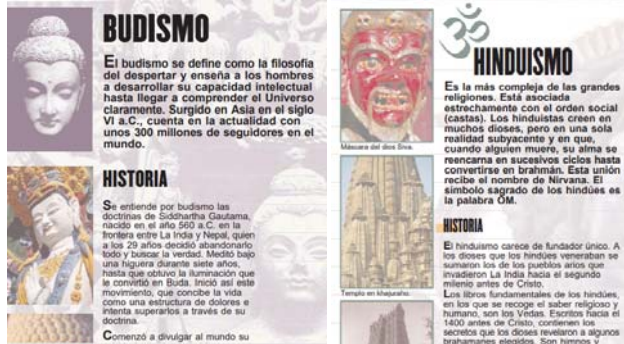 BUDISMO
El budismo se define como la filosofía
del despertar y enseña a los hombres
a desarrollar su capacidad intelectual
hasta llegar a comprender el Universo
claramente. Surgido en Asia en el siglo
VI a.C., cuenta en la actualidad con
unos 300 millones de seguidores en el
mundo.
HISTORIA
Se entiende por budismo las
doctrinas de Siddhartha Gautama,
nacido en el año 560 a.C. en la
frontera entre La India y Nepal, quien
a los 29 años decidió abandonarlo
todo y buscar la verdad. Meditó bajo
una higuera durante siete años,
hasta que obtuvo la iluminación que
le convirtió en Buda. Inició así este
movimiento, que concibe la vida
como una estructura de dolores e
intenta superarlos a través de su
doctrina.
Comenzó a divulgar al mundo su
ॐ
HINDUISMO
Es la más compleja de las grandes
religiones. Está asociada
estrechamente con el orden social
(castas). Los hinduistas creen en
muchos dioses, pero en una sola
realidad subyacente y en que,
cuando alguien muere, su alma se
reencarna en sucesivos ciclos hasta
convertirse en brahmán. Esta unión
recibe el nombre de Nirvana. El
símbolo sagrado de los hindúes es
la palabra OM.
Máscara del dios Siva.
HISTORIA
El hinduismo carece de fundador único. A
los dioses que los hindúes veneraban se
sumaron los de los pueblos arios que
invadieron La India hacia el segundo
milenio antes de Cristo.
Templo en khajuraho.
Los libros fundamentales de los hindúes,
en los que se recoge el saber religioso y
humano, son los Vedas. Escritos hacia el
1400 antes de Cristo, contienen los
secretos que los dioses revelaron a algunos
brahamanes elegidos. Son himnos y